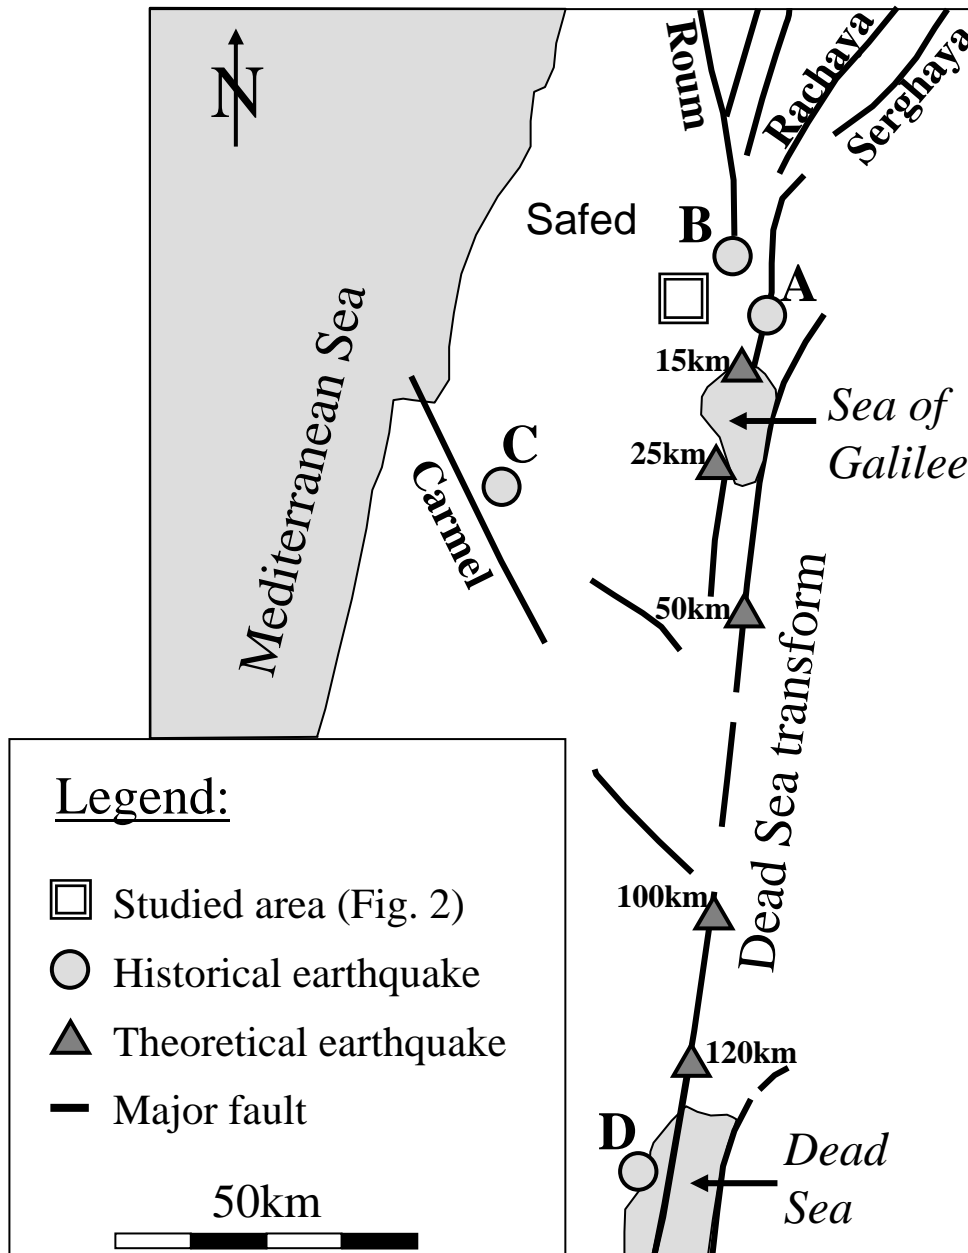 N
Roum
Rachaya
Serghaya
Safed
B
A
15km
Sea of
Galilee
25km
C
Carmel
Mediterranean Sea
50km
Dead Sea transform
100km
120km
D
Dead
Sea
Legend:
Studied area (Fig. 2)
Historical earthquake
Theoretical earthquake
Major fault
50km